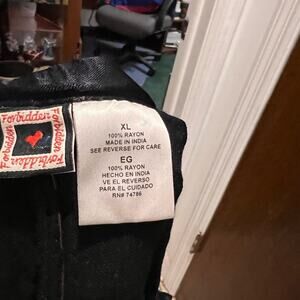 Forbidden
Forbidden
Forbidden
Forbidden
XL
100% RAYON
MADE IN INDIA
SEE REVERSE FOR CARE
EG
100% RAYON
HECHO EN INDIA
VE EL REVERSO
PARA EL CUIDADO
RN# 74786